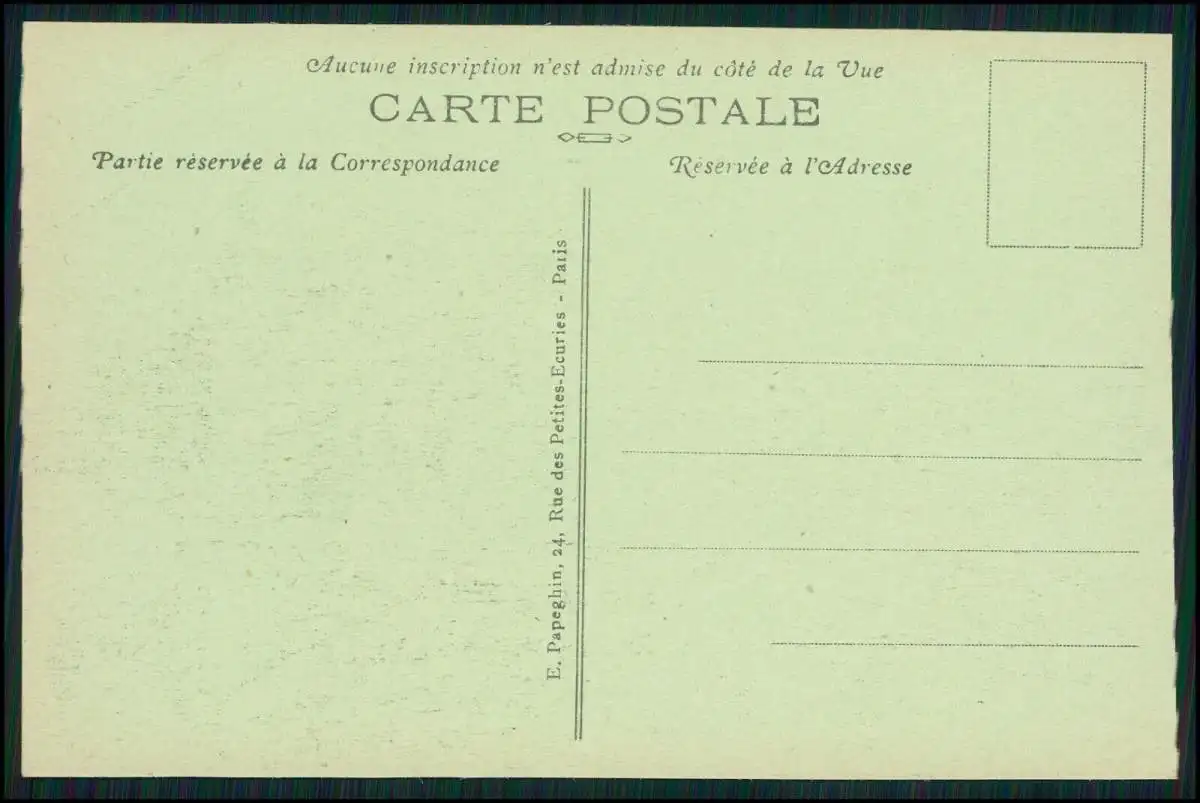 Aucune inscription n'est admise du côté de la Vue
CARTE POSTALE
Partie réservée à la Correspondance
Réservée à l'Adresse
E. Papeghin, 24, Rue des Petites-Ecuries - Paris